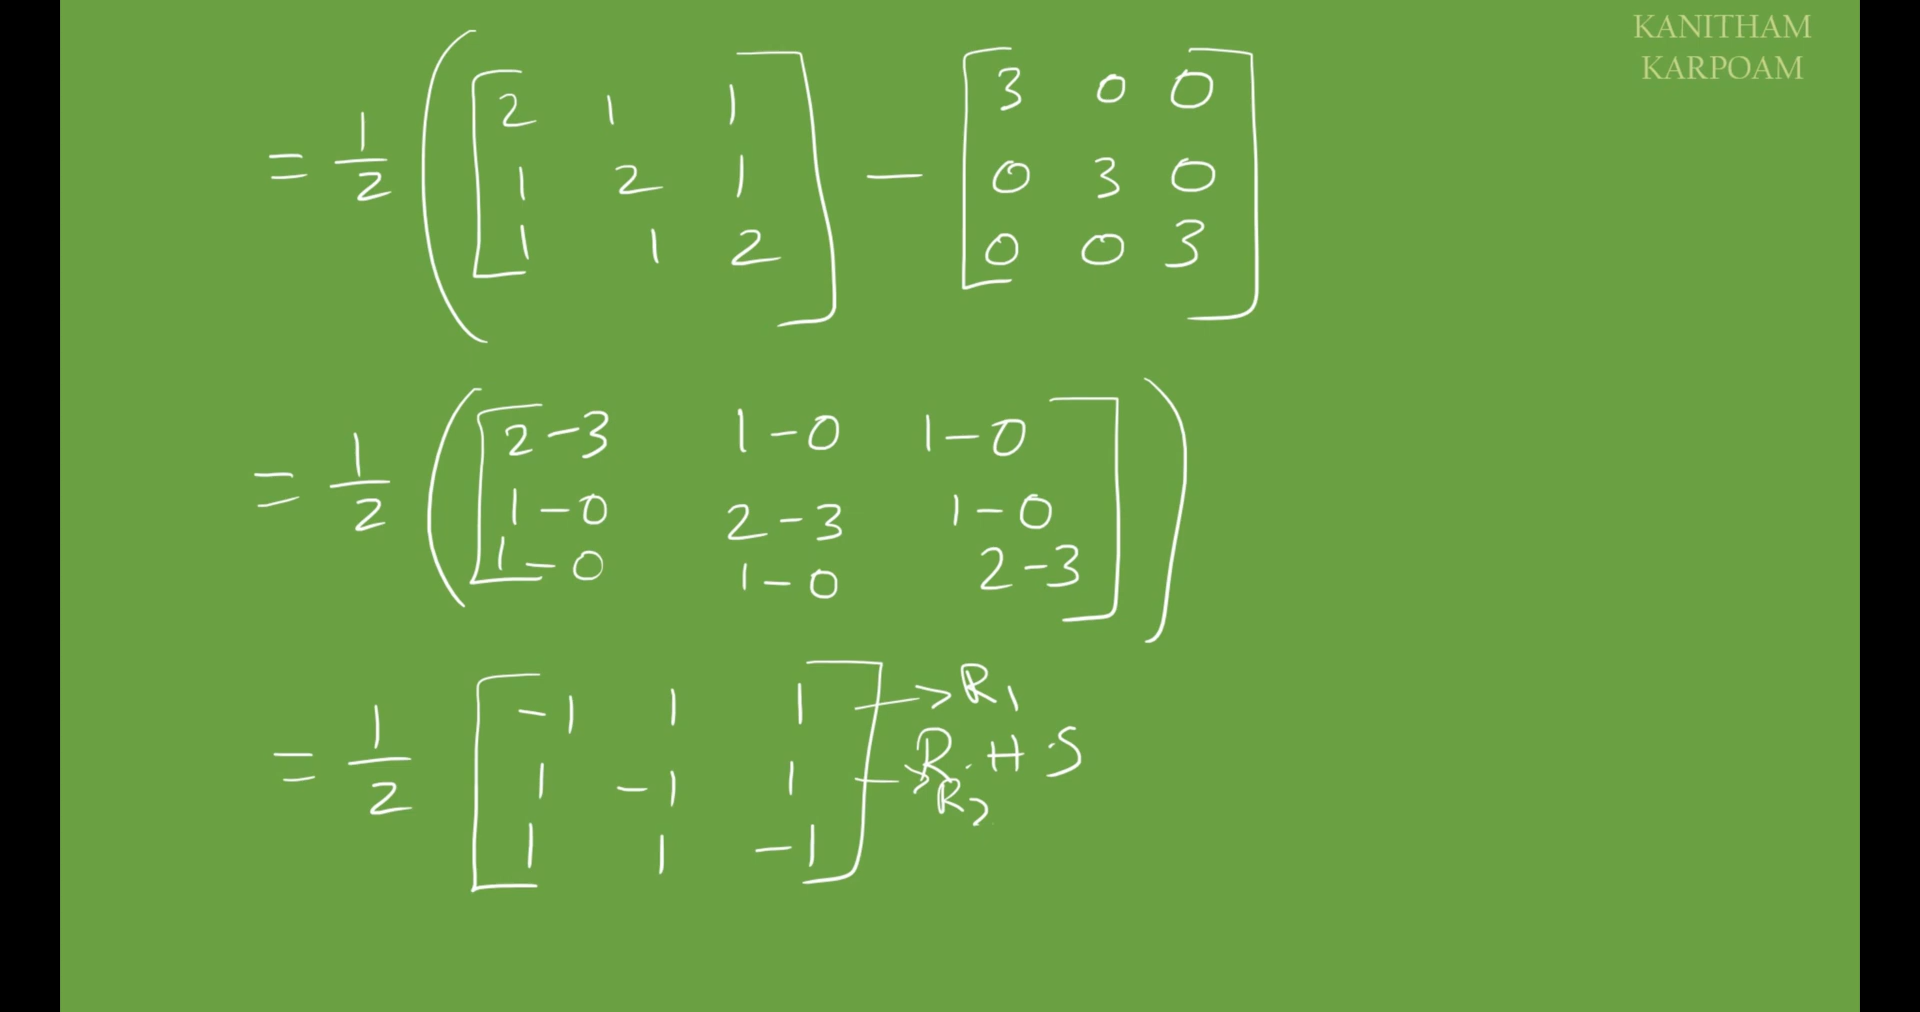 KANITHAM
KARPOAM
= 1/2 ( [ 2 1 1
1 2 1
1 1 2 ] - [ 3 0 0
0 3 0
0 0 3 ]
= 1/2 ( [ 2-3 1-0 1-0
1-0 2-3 1-0
1-0 1-0 2-3 ] )
= 1/2 [ -1 1 1 → R1
1 -1 1 → R2
1 1 -1 ]
R.H.S